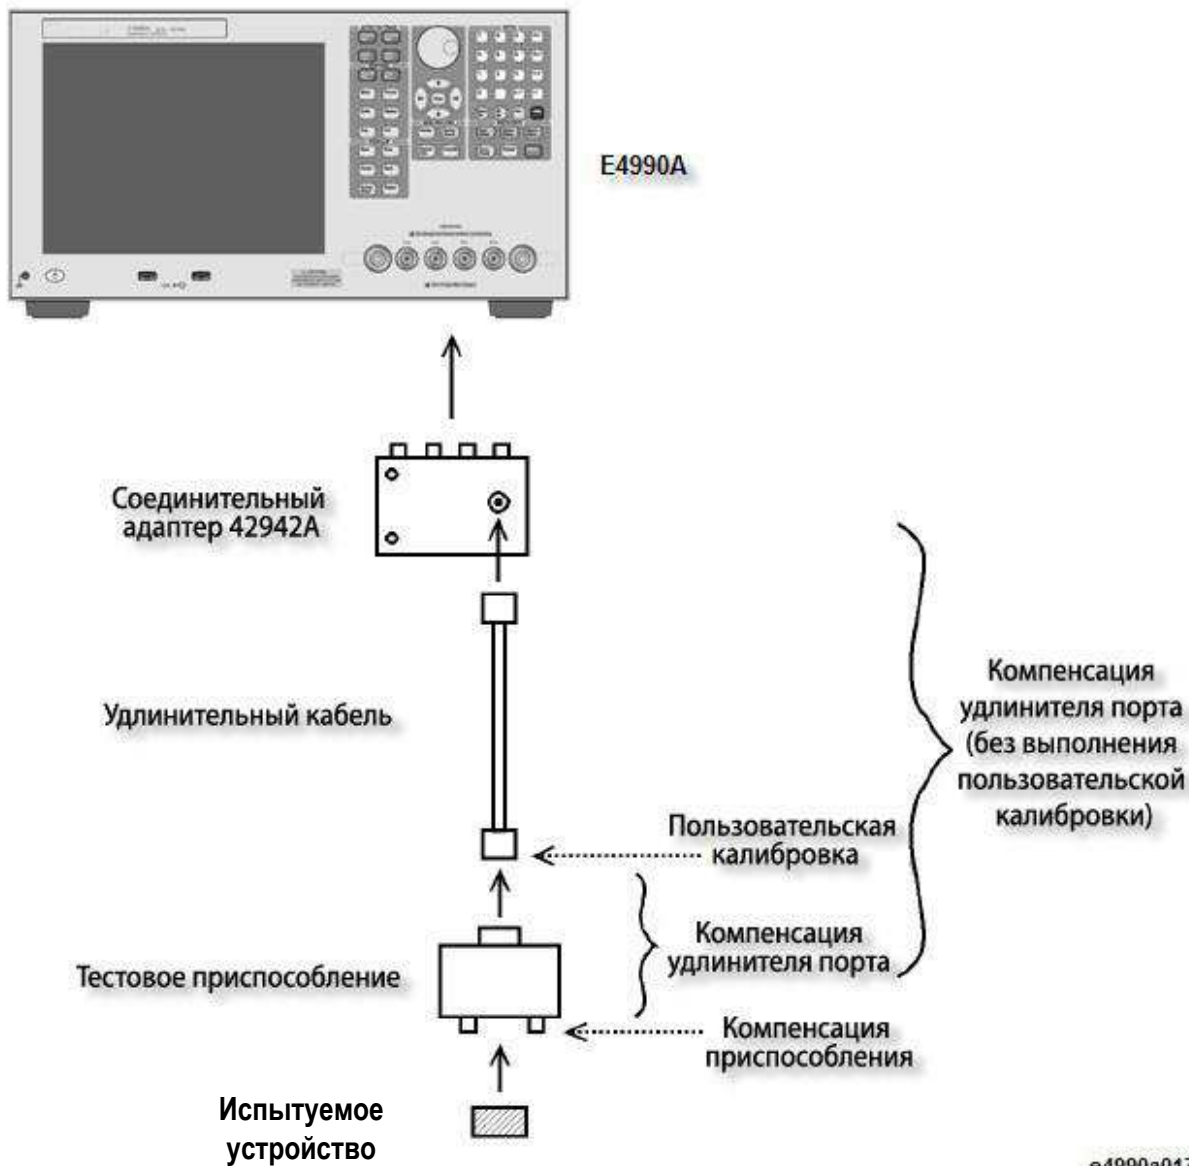 E4990A
Соединительный
адаптер 42942A
Удлинительный кабель
Компенсация
удлинителя порта
(без выполнения
пользовательской
калибровки)
Пользовательская
калибровка
Компенсация
удлинителя порта
Тестовое приспособление
Компенсация
приспособления
Испытуемое
устройство